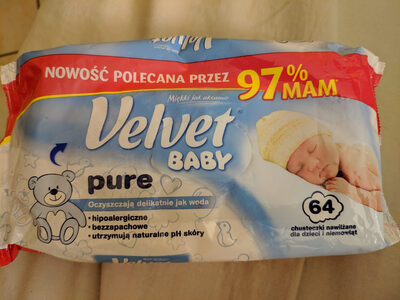 Velvet
NOWOŚĆ POLECANA PRZEZ 97% MAM
Miękki jak aksamit
Velvet
BABY
pure
Oczyszczają delikatnie jak woda
• hipoalergiczne
• bezzapachowe
• utrzymują naturalne pH skóry
64
chusteczki nawilżane
dla dzieci i niemowląt